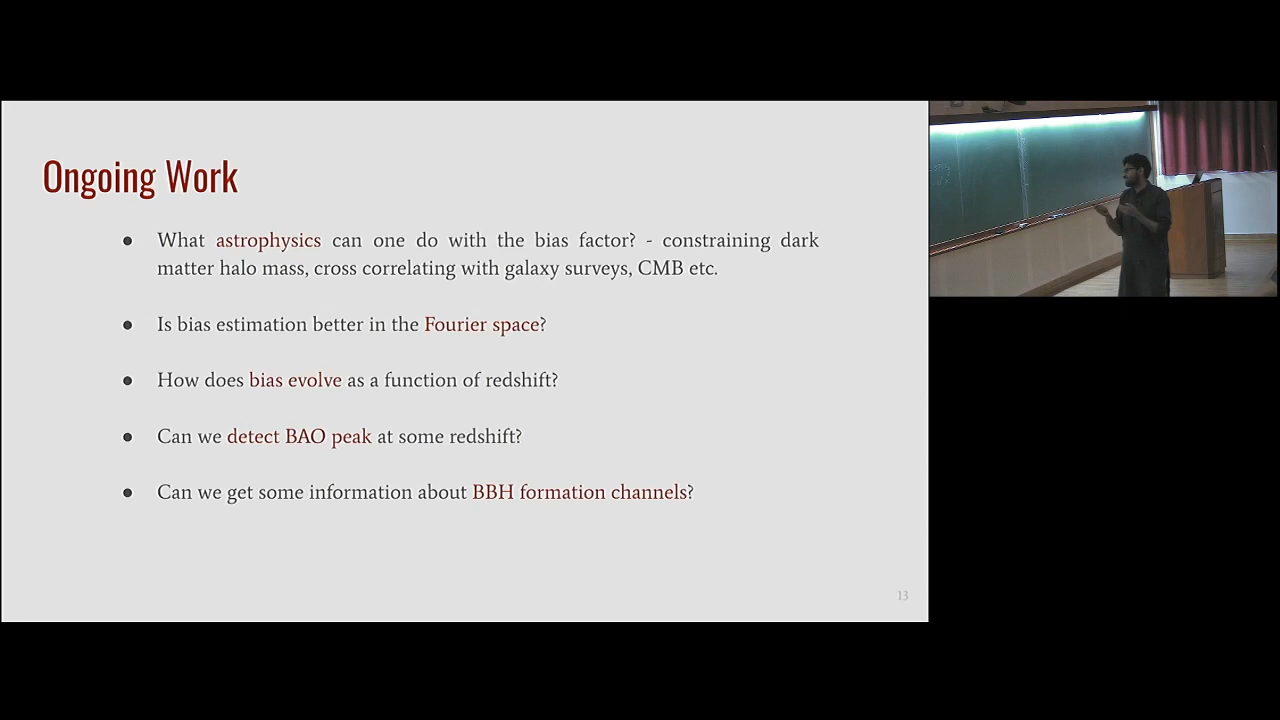 Ongoing Work
● What astrophysics can one do with the bias factor? - constraining dark
matter halo mass, cross correlating with galaxy surveys, CMB etc.
● Is bias estimation better in the Fourier space?
● How does bias evolve as a function of redshift?
● Can we detect BAO peak at some redshift?
● Can we get some information about BBH formation channels?
13